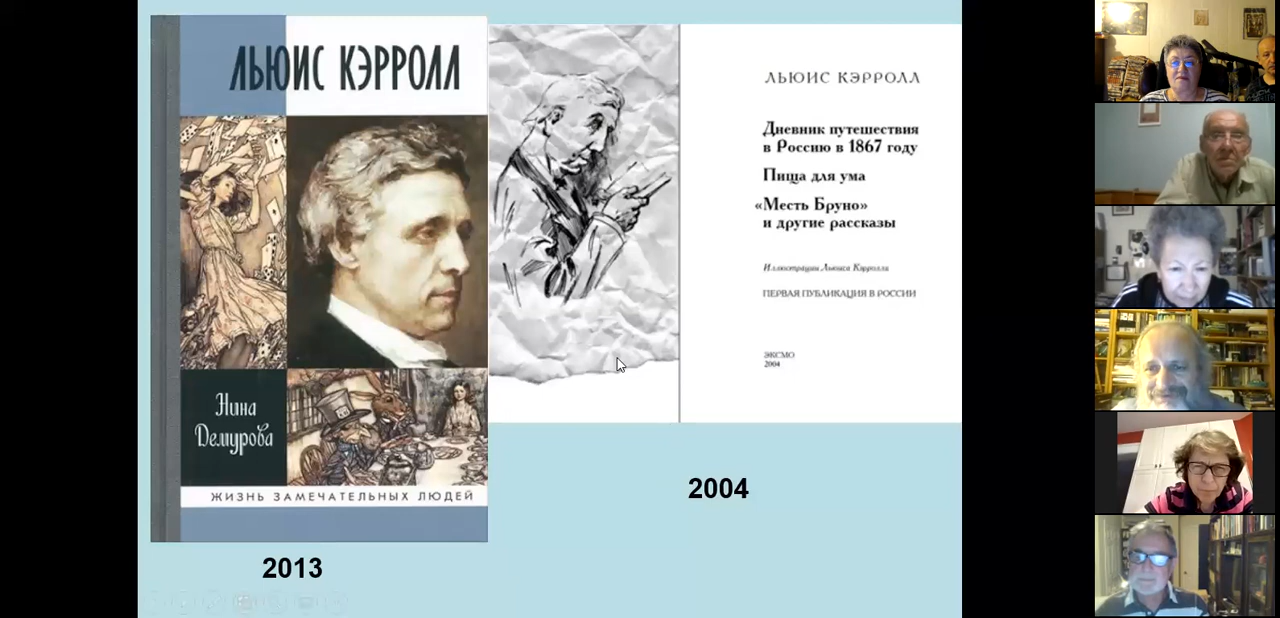 ЛЬЮИС КЭРРОЛЛ
Нина
Демурова
ЖИЗНЬ ЗАМЕЧАТЕЛЬНЫХ ЛЮДЕЙ
2013
ЛЬЮИС КЭРРОЛЛ
Дневник путешествия
в Россию в 1867 году
Пища для ума
«Месть Бруно»
и другие рассказы
Иллюстрации Льюиса Кэрролла
ПЕРВАЯ ПУБЛИКАЦИЯ В РОССИИ
ЭКСМО
2004
2004